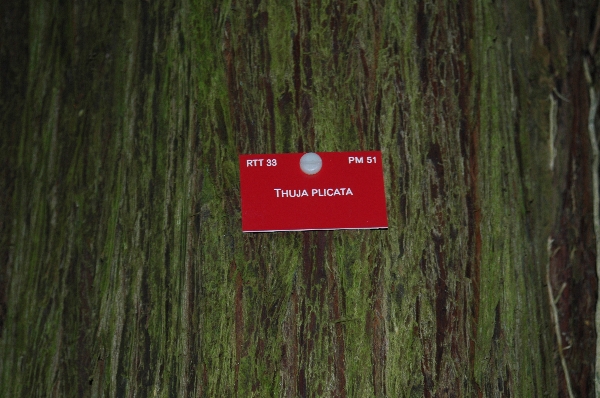 RTT 33 PM 51
THUJA PLICATA